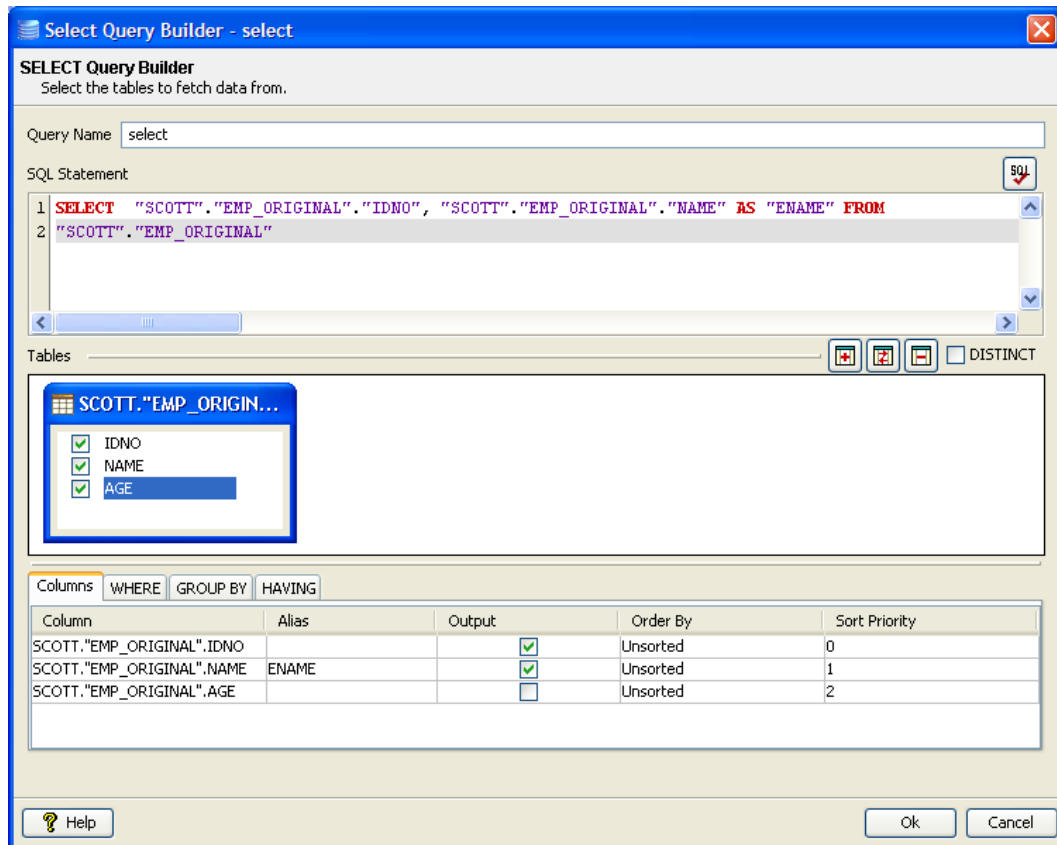 Select Query Builder - select
SELECT Query Builder
Select the tables to fetch data from.
Query Name select
SQL Statement
SQL
1 SELECT "SCOTT"."EMP_ORIGINAL"."IDNO", "SCOTT"."EMP_ORIGINAL"."NAME" AS "ENAME" FROM
2 "SCOTT"."EMP_ORIGINAL"
Tables DISTINCT
SCOTT."EMP_ORIGIN...
IDNO
NAME
AGE
Columns WHERE GROUP BY HAVING
Column Alias Output Order By Sort Priority
SCOTT."EMP_ORIGINAL".IDNO Unsorted 0
SCOTT."EMP_ORIGINAL".NAME ENAME Unsorted 1
SCOTT."EMP_ORIGINAL".AGE Unsorted 2
Help Ok Cancel